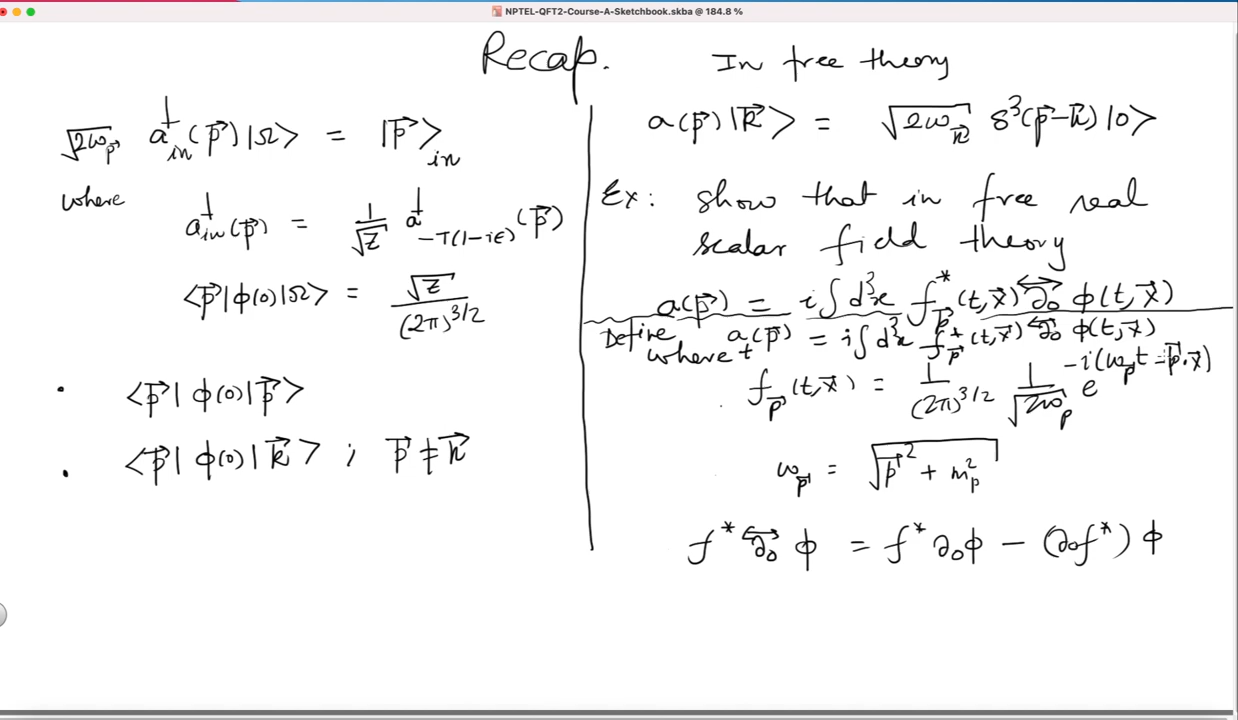 NPTEL-QFT2-Course-A-Sketchbook.skba @ 184.8 %
Recap.
√2ω_p⃗ a†_in(p⃗)|Ω⟩ = |p⃗⟩_in
where
a†_in(p⃗) = 1/√Z a†_-T(1-iϵ)(p⃗)
⟨p⃗|ϕ(0)|Ω⟩ = √Z/(2π)^3/2
• ⟨p⃗| ϕ(0)|p⃗⟩
• ⟨p⃗| ϕ(0)|k⃗⟩ ; p⃗ ≠ k⃗
In free theory
a(p⃗)|k⃗⟩ = √2ω_k⃗ δ³(p⃗-k⃗)|0⟩
Ex: show that in free real
scalar field theory
a(p⃗) = i∫d³x f*_p⃗(t,x⃗) ∂₀↔ ϕ(t,x⃗)
Define a_t(p⃗) = i∫d³x f*_p⃗(t,x⃗) ∂₀↔ ϕ(t,x⃗)
where
f_p⃗(t,x⃗) = 1/(2π)^3/2 1/√2ω_p e^-i(ω_p t - p⃗.x⃗)
ω_p⃗ = √p⃗² + m_p²
f* ∂₀↔ ϕ = f* ∂₀ϕ - (∂₀f*) ϕ